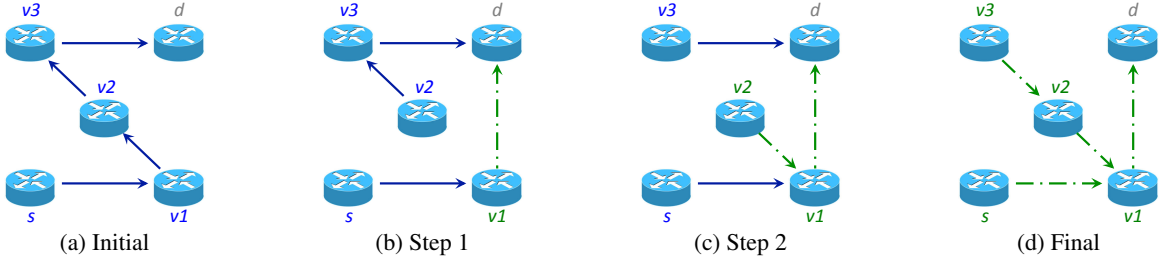 v3 d v3 d v3 d v3 d
v2 v2 v2 v2
s v1 s v1 s v1 s v1
(a) Initial (b) Step 1 (c) Step 2 (d) Final